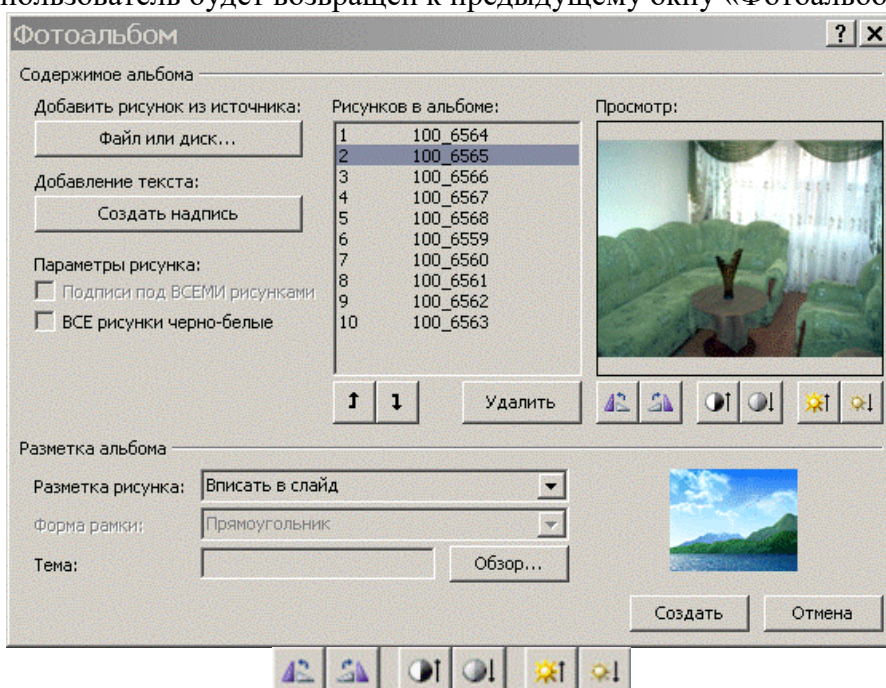 пользователь будет возвращен к предыдущему окну «Фотоальбо
Фотоальбом
Содержимое альбома
Добавить рисунок из источника:
Файл или диск...
Добавление текста:
Создать надпись
Параметры рисунка:
Подписи под ВСЕМИ рисунками
ВСЕ рисунки черно-белые
Рисунков в альбоме:
1 100_6564
2 100_6565
3 100_6566
4 100_6567
5 100_6568
6 100_6559
7 100_6560
8 100_6561
9 100_6562
10 100_6563
Удалить
Просмотр:
Разметка альбома
Разметка рисунка: Вписать в слайд
Форма рамки: Прямоугольник
Тема: Обзор...
Создать Отмена